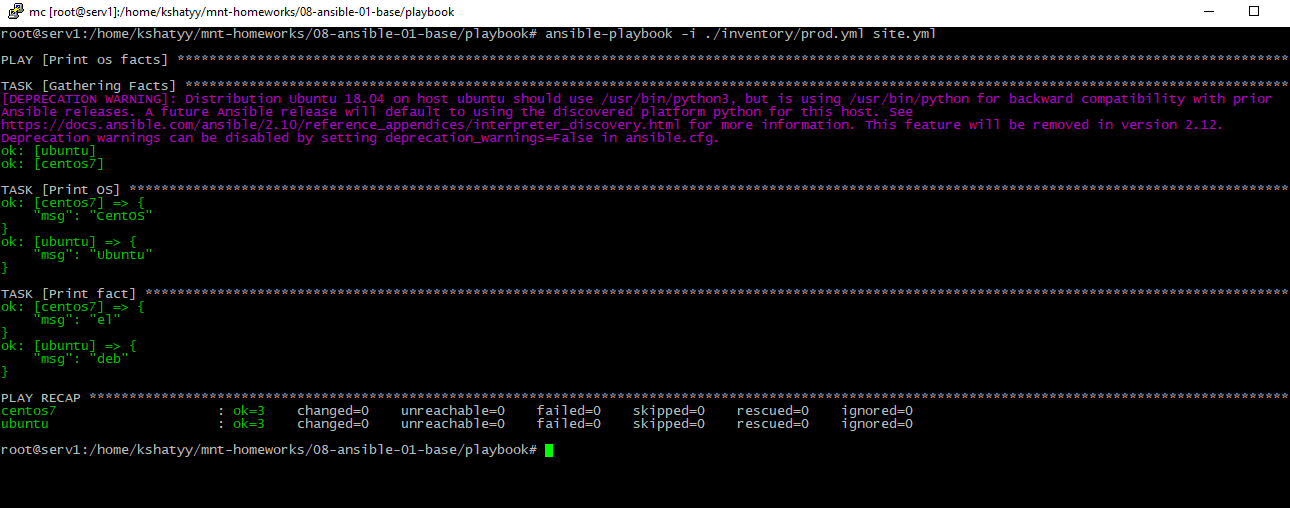 mc [root@serv1]:/home/kshatyy/mnt-homeworks/08-ansible-01-base/playbook
root@serv1:/home/kshatyy/mnt-homeworks/08-ansible-01-base/playbook# ansible-playbook -i ./inventory/prod.yml site.yml
PLAY [Print os facts] ******************************************************************************************************************************************
TASK [Gathering Facts] *****************************************************************************************************************************************
[DEPRECATION WARNING]: Distribution Ubuntu 18.04 on host ubuntu should use /usr/bin/python3, but is using /usr/bin/python for backward compatibility with prior
Ansible releases. A future Ansible release will default to using the discovered platform python for this host. See
https://docs.ansible.com/ansible/2.10/reference_appendices/interpreter_discovery.html for more information. This feature will be removed in version 2.12.
Deprecation warnings can be disabled by setting deprecation_warnings=False in ansible.cfg.
ok: [ubuntu]
ok: [centos7]
TASK [Print OS] ************************************************************************************************************************************************
ok: [centos7] => {
    "msg": "CentOS"
}
ok: [ubuntu] => {
    "msg": "Ubuntu"
}
TASK [Print fact] **********************************************************************************************************************************************
ok: [centos7] => {
    "msg": "el"
}
ok: [ubuntu] => {
    "msg": "deb"
}
PLAY RECAP *****************************************************************************************************************************************************
centos7                    : ok=3    changed=0    unreachable=0    failed=0    skipped=0    rescued=0    ignored=0
ubuntu                     : ok=3    changed=0    unreachable=0    failed=0    skipped=0    rescued=0    ignored=0
root@serv1:/home/kshatyy/mnt-homeworks/08-ansible-01-base/playbook#